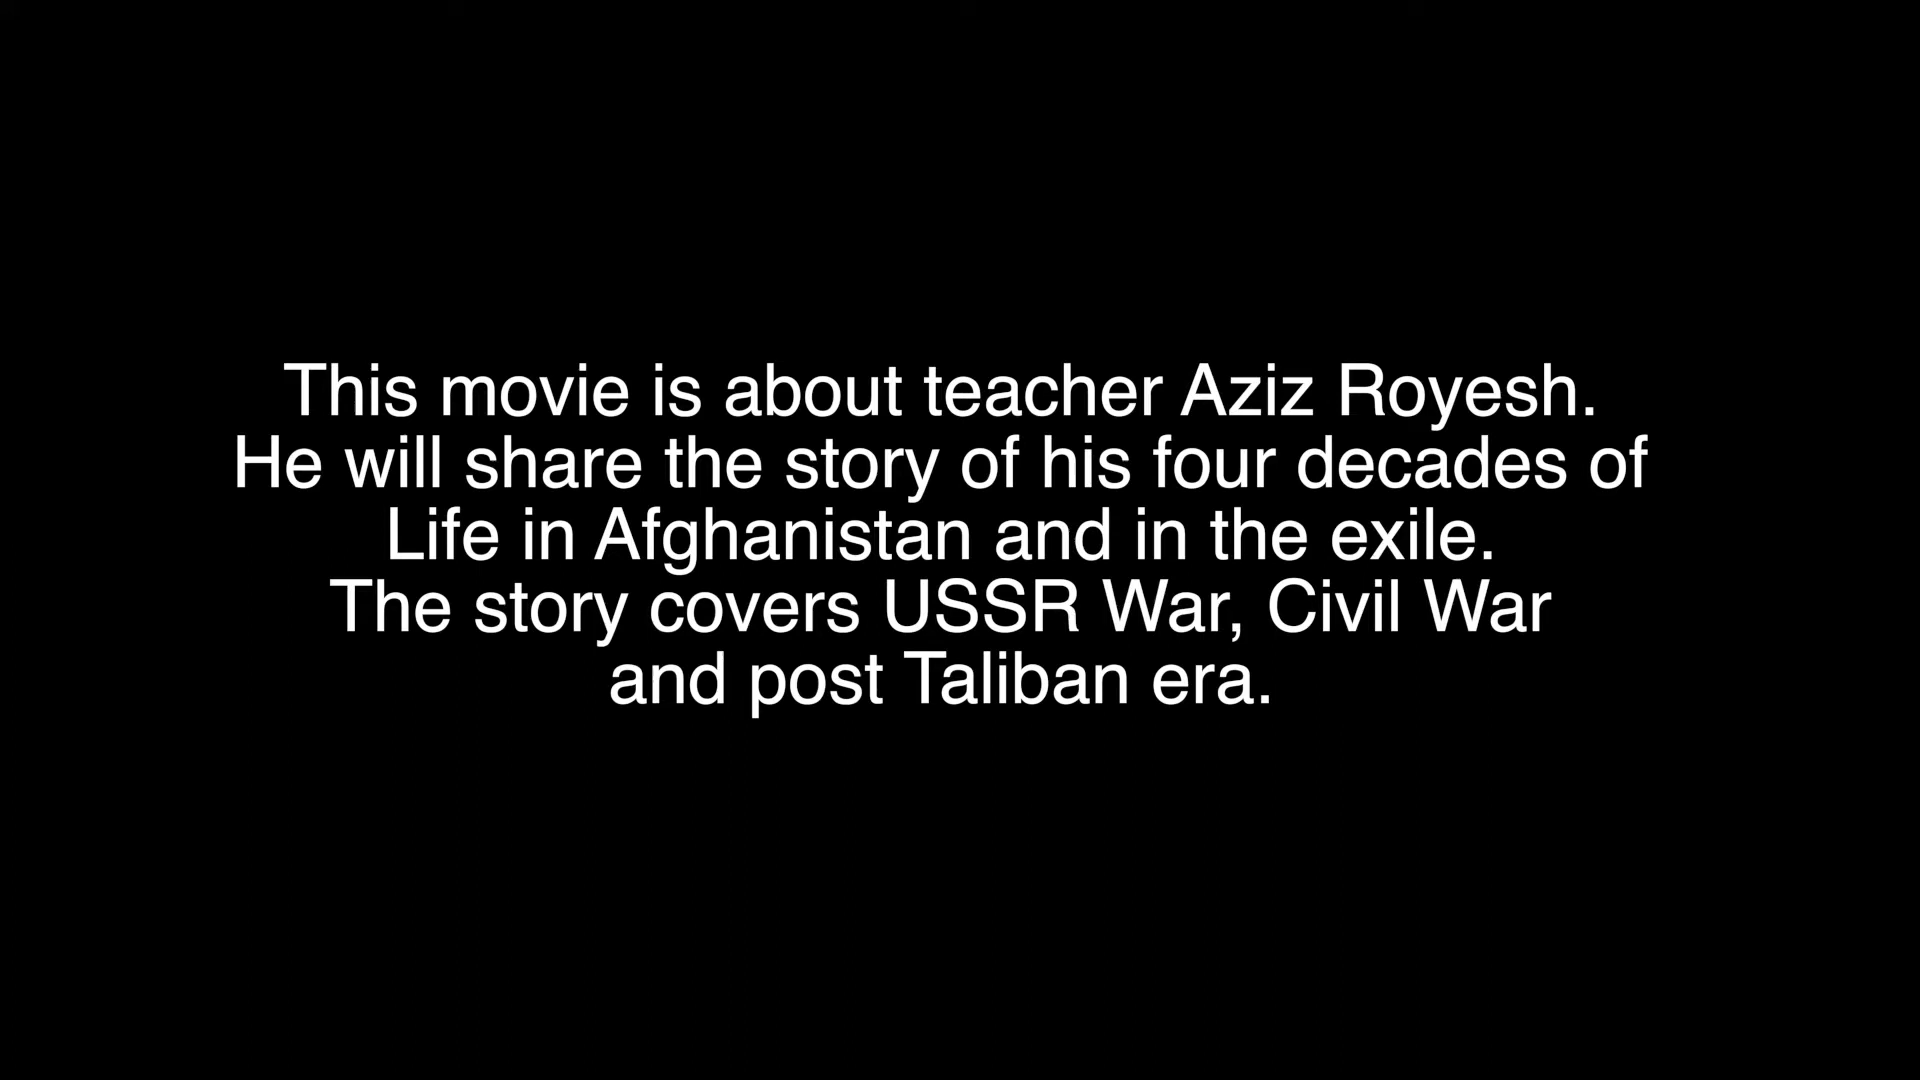 This movie is about teacher Aziz Royesh.
He will share the story of his four decades of
Life in Afghanistan and in the exile.
The story covers USSR War, Civil War
and post Taliban era.